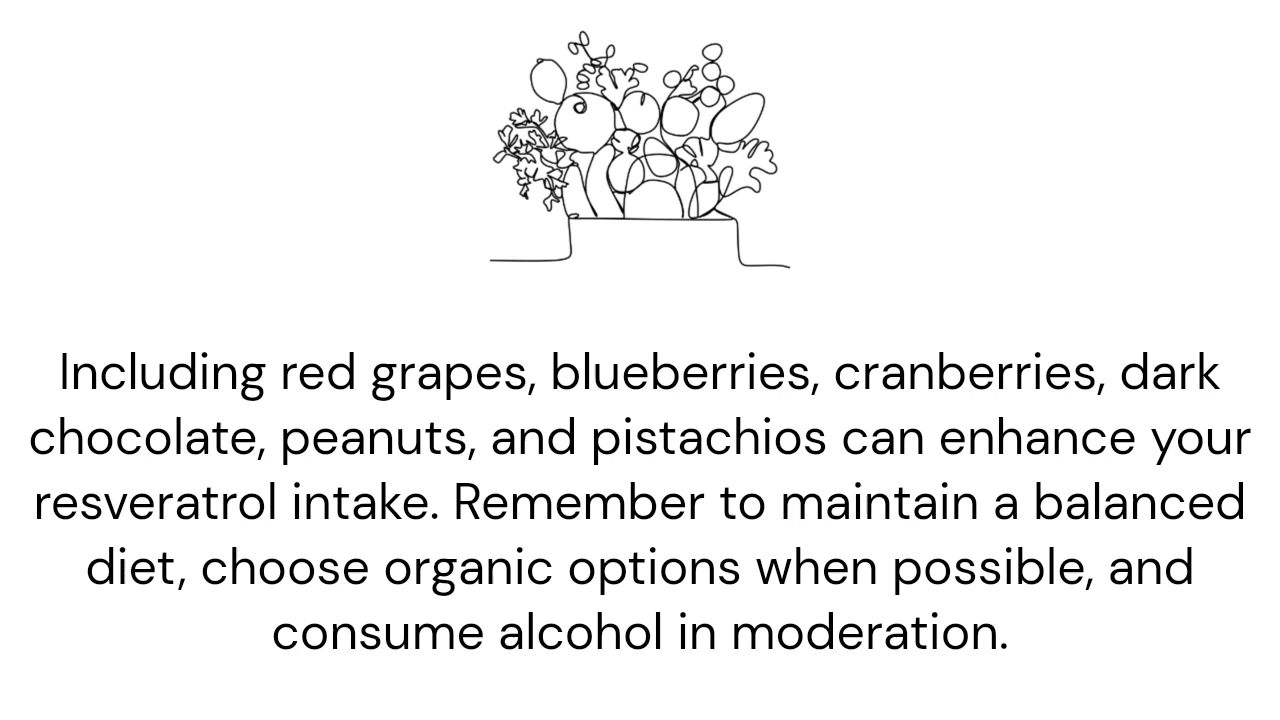 Including red grapes, blueberries, cranberries, dark
chocolate, peanuts, and pistachios can enhance your
resveratrol intake. Remember to maintain a balanced
diet, choose organic options when possible, and
consume alcohol in moderation.